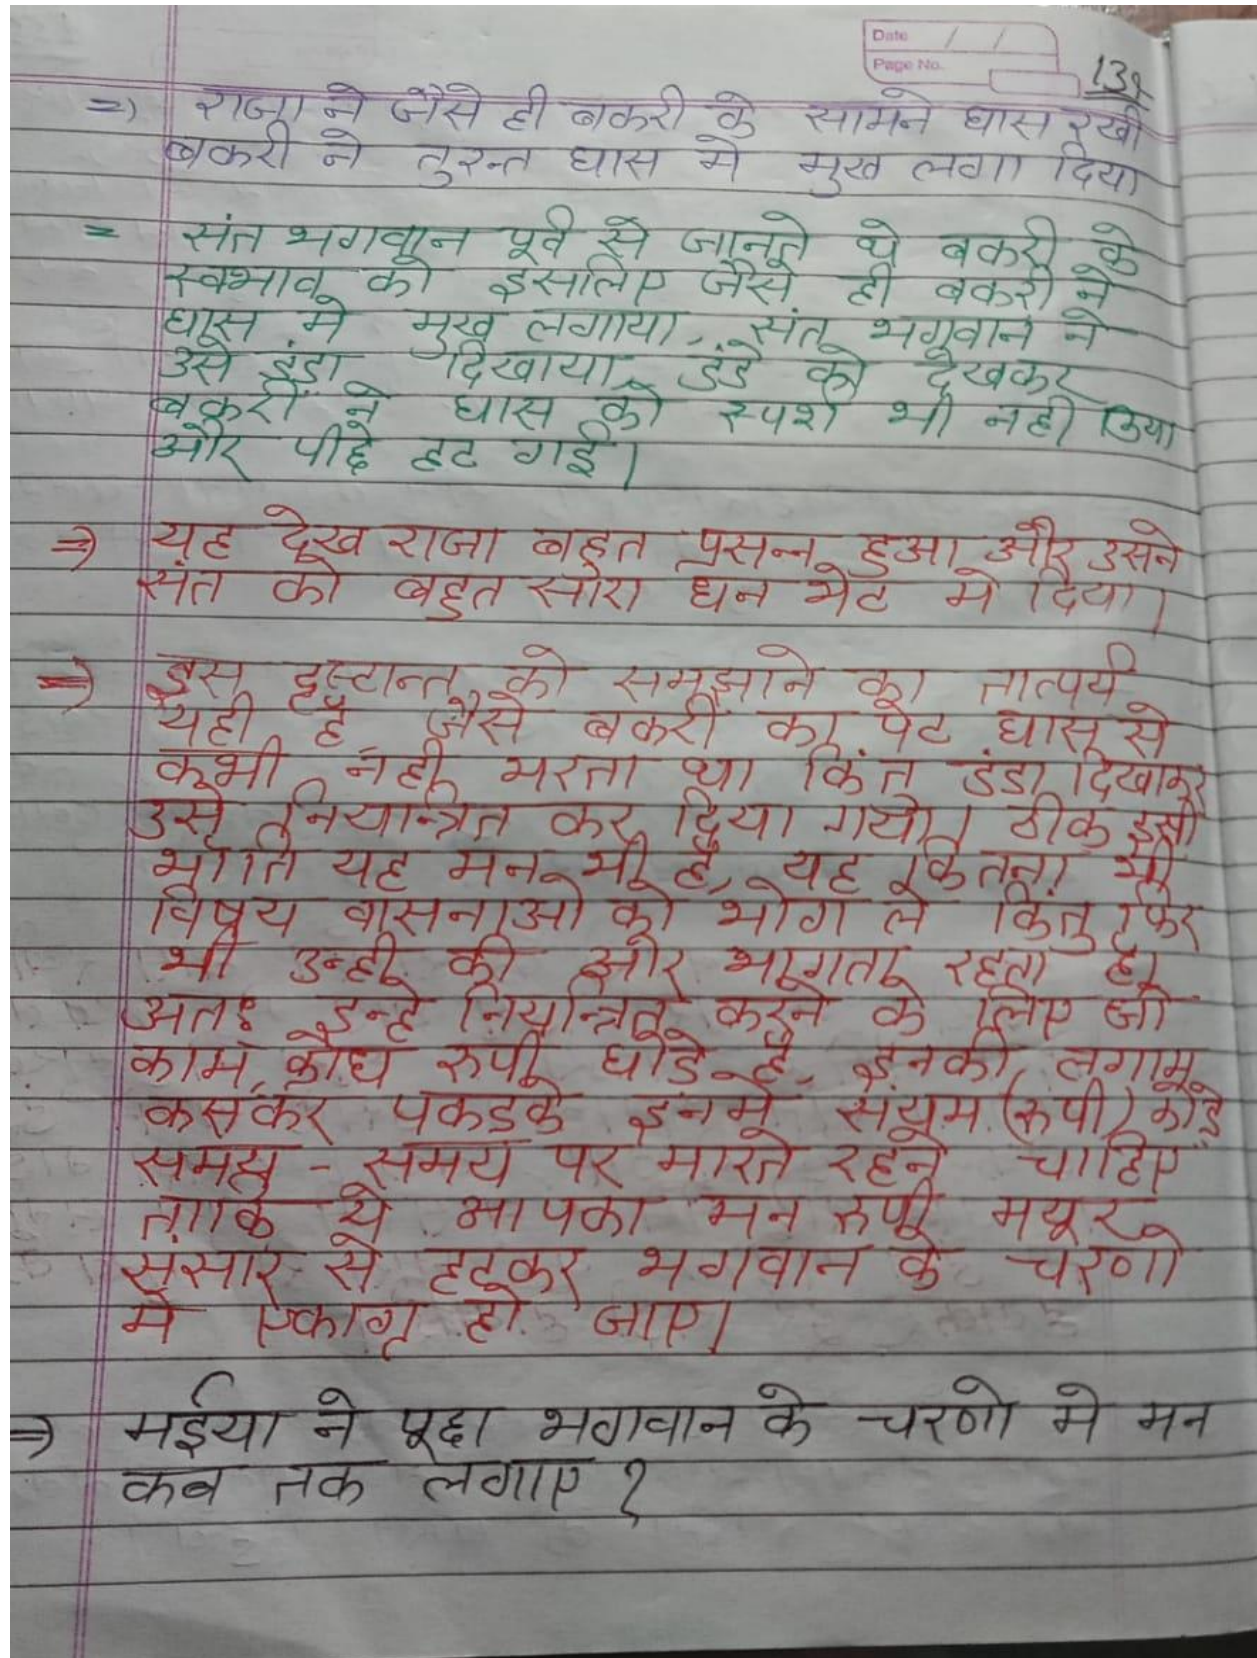 Date / /
Page No.
139
=) राजा ने जैसे ही बकरी के सामने घास रखी
बकरी ने तुरन्त घास मे मुख लगा दिया
= संत भगवान पूर्व से जानते थे बकरी के
स्वभाव को इसलिए जैसे ही बकरी ने
घास मे मुख लगाया, संत भगवान ने
उसे डंडा दिखाया डंडे को देखकर
बकरी ने घास को स्पर्श भी नही किया
और पीछे हट गई।
⇒ यह देख राजा बहुत प्रसन्न हुआ और उसने
संत को बहुत सारा धन भेट मे दिया।
⇒ इस दृष्टान्त को समझाने का तात्पर्य
यही है, जैसे बकरी का पेट घास से
कभी नही भरता था किंतु डंडा दिखाकर
उसे नियन्त्रित कर दिया गया। ठीक इसी
भांति यह मन भी है, यह कितना भी
विषय वासनाओ को भोग ले किंतु फिर
भी उन्ही की ओर भागता रहता है।
अतः इन्हे नियन्त्रित करने के लिए जो
काम, क्रोध रुपी घोडे है, इनकी लगाम
कसकर पकडके इनमे संयम (रुपी) कोडे
समय - समय पर मारते रहने चाहिए
ताकि ये आपका मन रुपी मयूर
संसार से हटकर भगवान के चरणो
मे एकाग्र हो जाए।
⇒ मईया ने पूछा भगवान के चरणो मे मन
कब तक लगाए ?